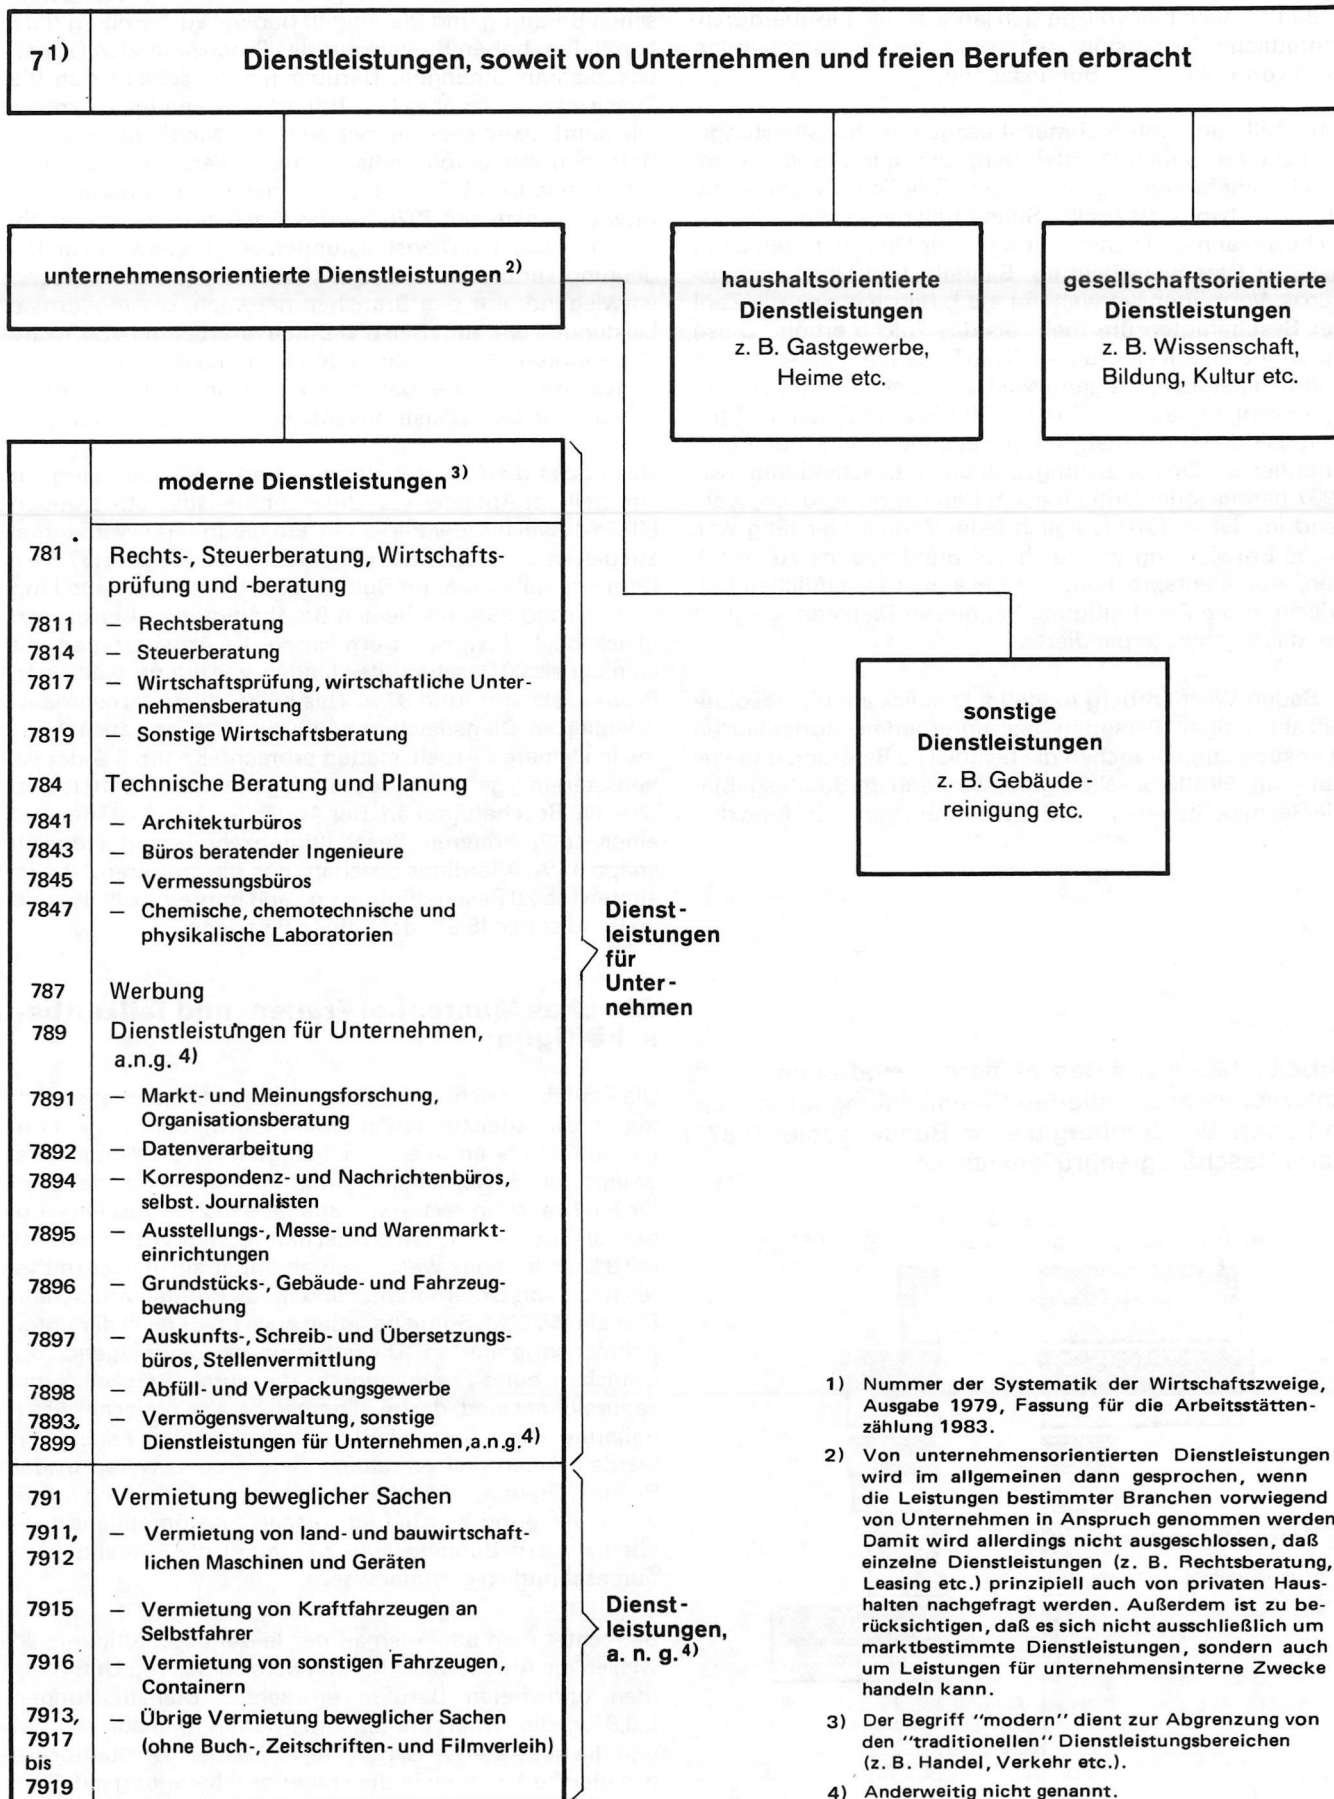 7¹⁾ Dienstleistungen, soweit von Unternehmen und freien Berufen erbracht
unternehmensorientierte Dienstleistungen ²⁾
haushaltsorientierte
Dienstleistungen
z. B. Gastgewerbe,
Heime etc.
gesellschaftsorientierte
Dienstleistungen
z. B. Wissenschaft,
Bildung, Kultur etc.
moderne Dienstleistungen ³⁾
781 Rechts-, Steuerberatung, Wirtschafts-
prüfung und -beratung
7811 – Rechtsberatung
7814 – Steuerberatung
7817 – Wirtschaftsprüfung, wirtschaftliche Unter-
nehmensberatung
7819 – Sonstige Wirtschaftsberatung
784 Technische Beratung und Planung
7841 – Architekturbüros
7843 – Büros beratender Ingenieure
7845 – Vermessungsbüros
7847 – Chemische, chemotechnische und
physikalische Laboratorien
787 Werbung
789 Dienstleistungen für Unternehmen,
a.n.g. ⁴⁾
7891 – Markt- und Meinungsforschung,
Organisationsberatung
7892 – Datenverarbeitung
7894 – Korrespondenz- und Nachrichtenbüros,
selbst. Journalisten
7895 – Ausstellungs-, Messe- und Warenmarkt-
einrichtungen
7896 – Grundstücks-, Gebäude- und Fahrzeug-
bewachung
7897 – Auskunfts-, Schreib- und Übersetzungs-
büros, Stellenvermittlung
7898 – Abfüll- und Verpackungsgewerbe
7893, – Vermögensverwaltung, sonstige
7899 Dienstleistungen für Unternehmen, a.n.g.⁴⁾
Dienst-
leistungen
für
Unter-
nehmen
791 Vermietung beweglicher Sachen
7911, – Vermietung von land- und bauwirtschaft-
7912 lichen Maschinen und Geräten
7915 – Vermietung von Kraftfahrzeugen an
Selbstfahrer
7916 – Vermietung von sonstigen Fahrzeugen,
Containern
7913, – Übrige Vermietung beweglicher Sachen
7917 (ohne Buch-, Zeitschriften- und Filmverleih)
bis
7919
Dienst-
leistungen,
a. n. g.⁴⁾
sonstige
Dienstleistungen
z. B. Gebäude-
reinigung etc.
1) Nummer der Systematik der Wirtschaftszweige,
Ausgabe 1979, Fassung für die Arbeitsstätten-
zählung 1983.
2) Von unternehmensorientierten Dienstleistungen
wird im allgemeinen dann gesprochen, wenn
die Leistungen bestimmter Branchen vorwiegend
von Unternehmen in Anspruch genommen werden
Damit wird allerdings nicht ausgeschlossen, daß
einzelne Dienstleistungen (z. B. Rechtsberatung,
Leasing etc.) prinzipiell auch von privaten Haus-
halten nachgefragt werden. Außerdem ist zu be-
rücksichtigen, daß es sich nicht ausschließlich um
marktbestimmte Dienstleistungen, sondern auch
um Leistungen für unternehmensinterne Zwecke
handeln kann.
3) Der Begriff "modern" dient zur Abgrenzung von
den "traditionellen" Dienstleistungsbereichen
(z. B. Handel, Verkehr etc.).
4) Anderweitig nicht genannt.